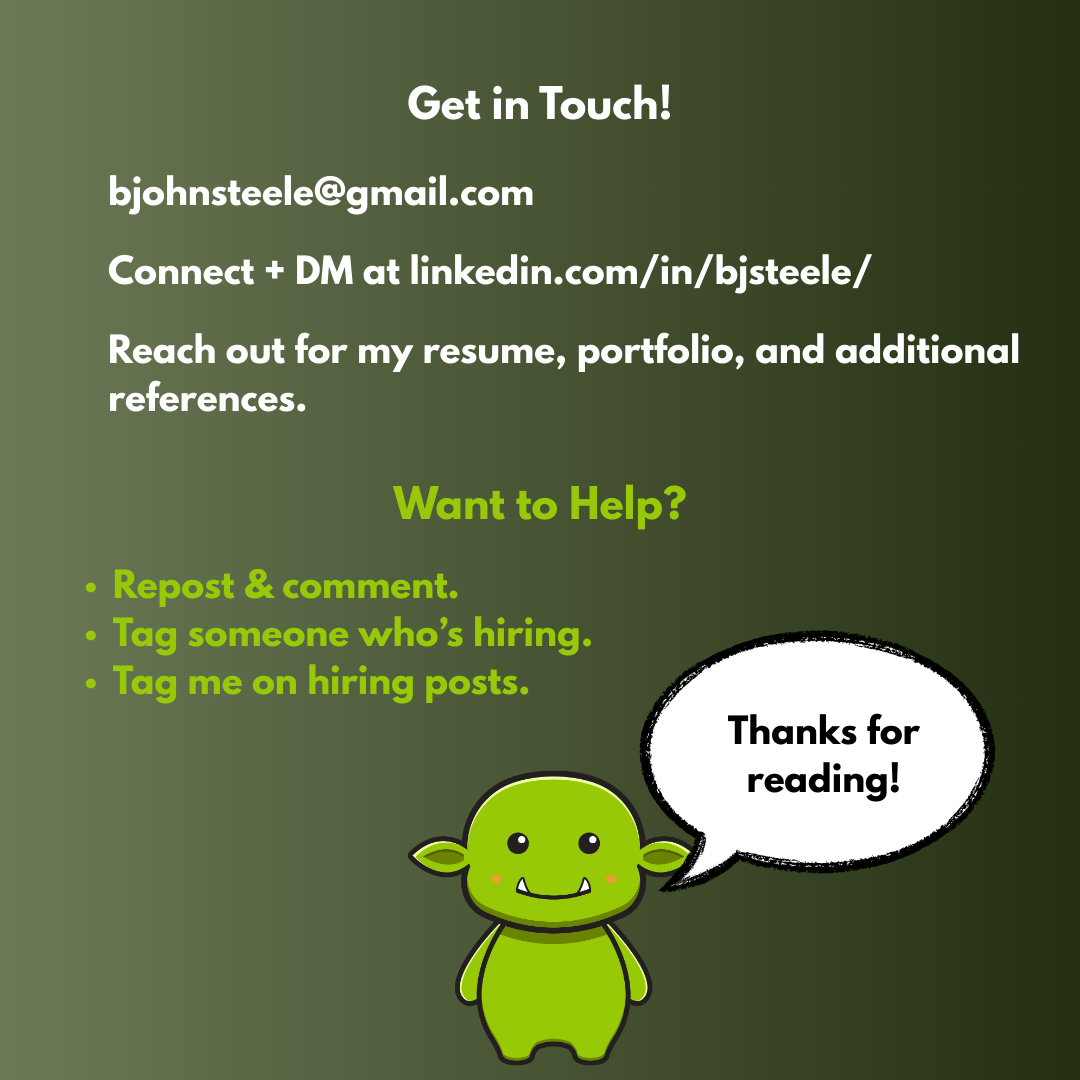 Get in Touch!
bjohnsteele@gmail.com
Connect + DM at linkedin.com/in/bjsteele/
Reach out for my resume, portfolio, and additional
references.
Want to Help?
• Repost & comment.
• Tag someone who’s hiring.
• Tag me on hiring posts.
Thanks for
reading!